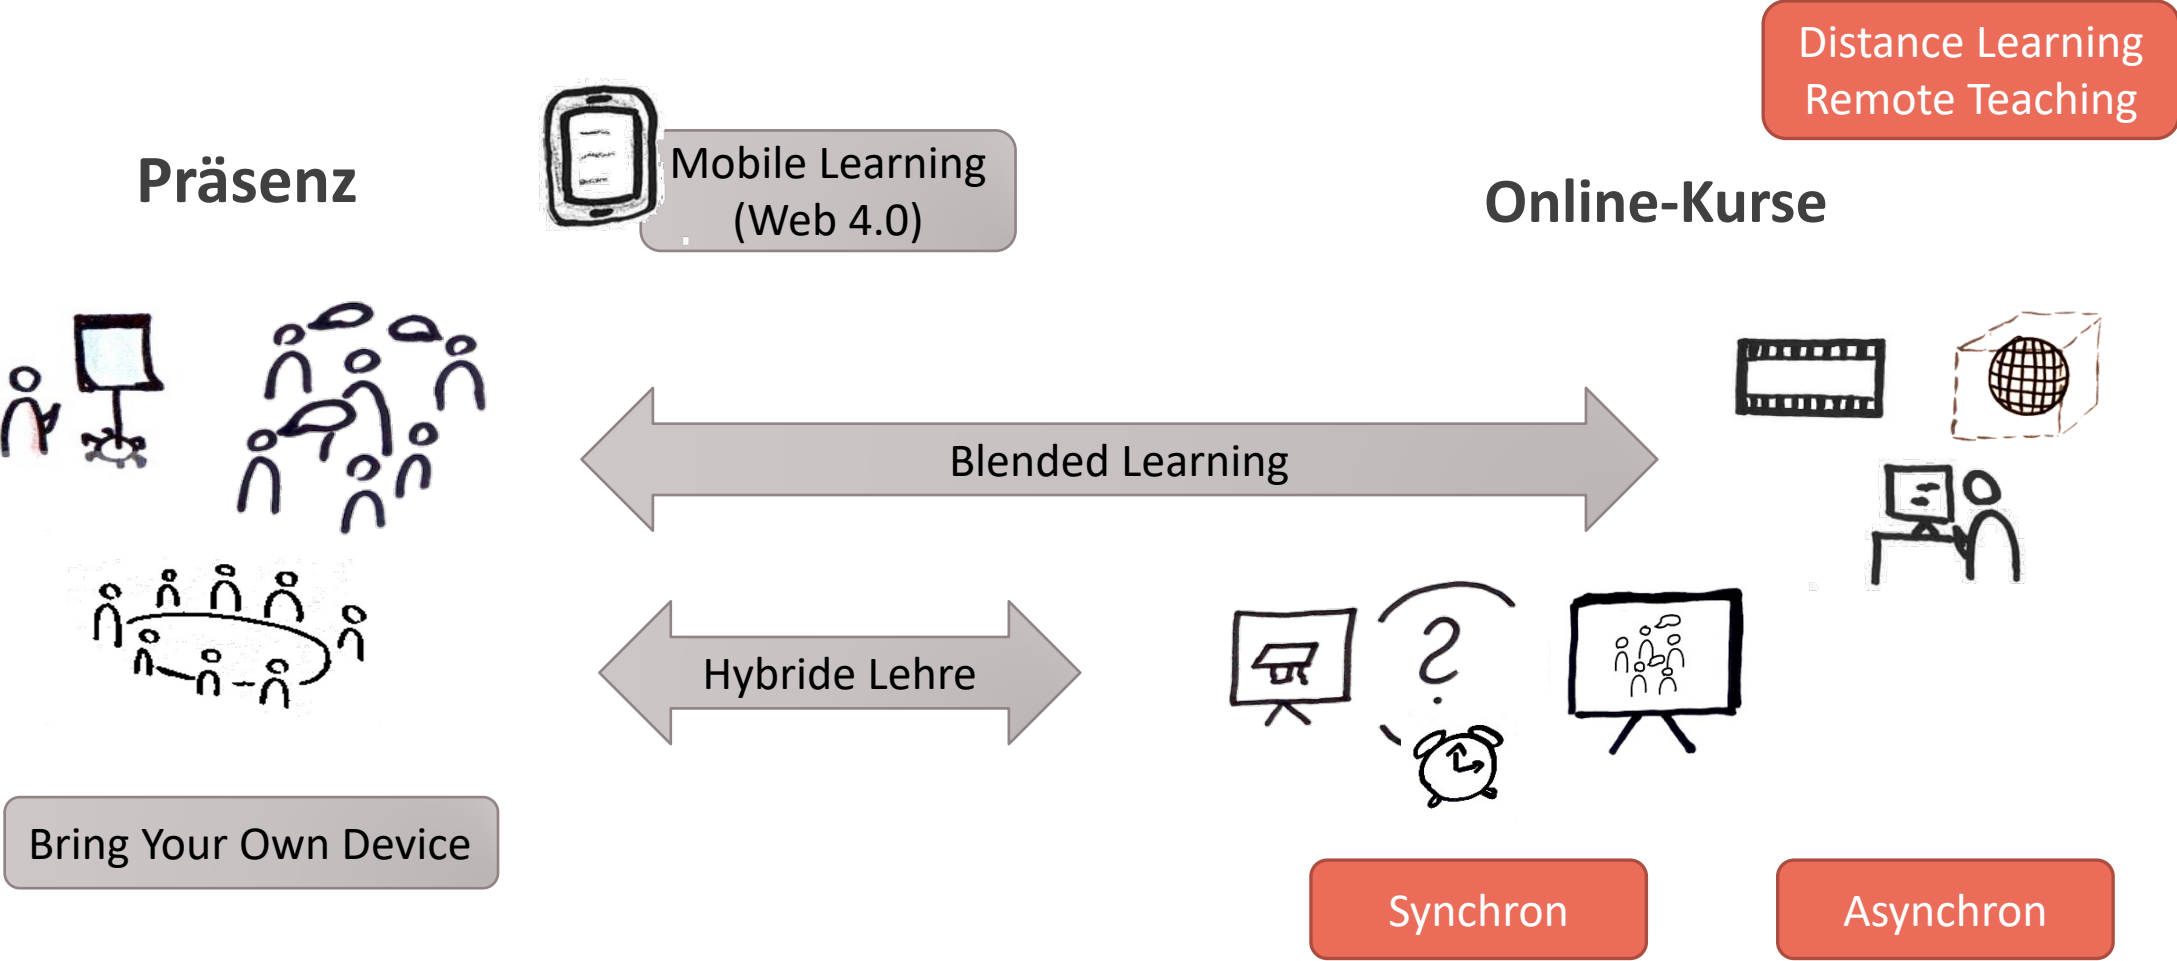 Distance Learning
Remote Teaching
Mobile Learning
(Web 4.0)
Präsenz
Online-Kurse
Blended Learning
Hybride Lehre
Bring Your Own Device
Synchron
Asynchron